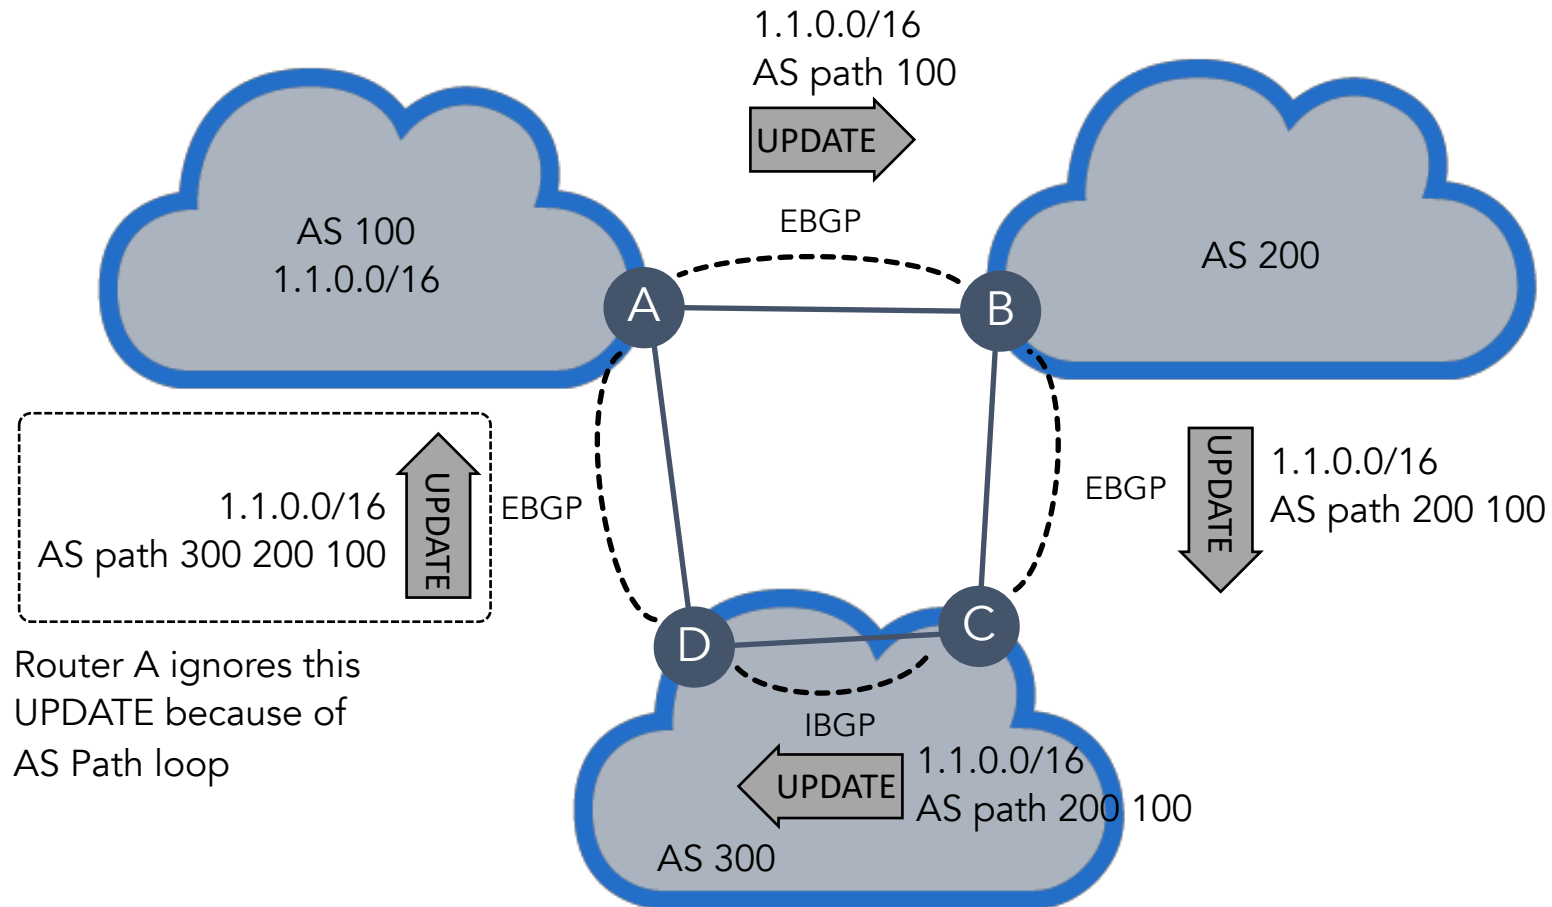 1.1.0.0/16
AS path 100
UPDATE
EBGP
AS 100
1.1.0.0/16
AS 200
A
B
1.1.0.0/16
AS path 300 200 100
UPDATE
EBGP
EBGP
UPDATE
1.1.0.0/16
AS path 200 100
Router A ignores this
UPDATE because of
AS Path loop
D
C
IBGP
UPDATE
1.1.0.0/16
AS path 200 100
AS 300